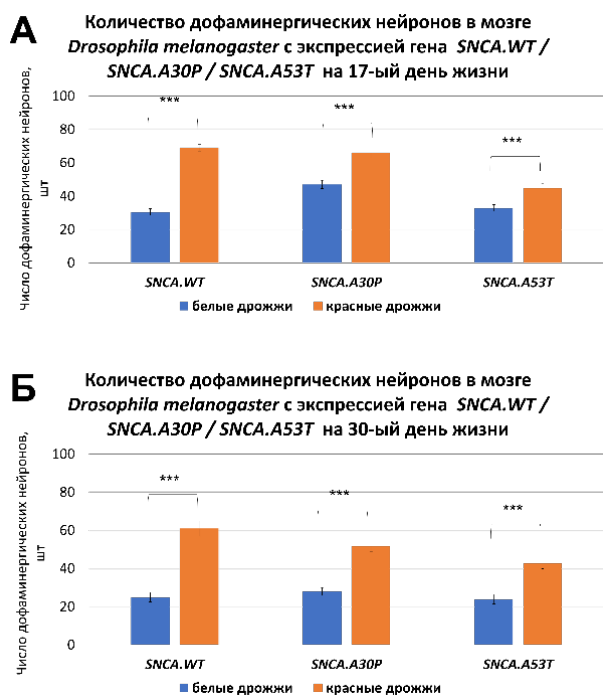 А
Количество дофаминергических нейронов в мозге
Drosophila melanogaster с экспрессией гена SNCA.WT /
SNCA.A30P / SNCA.A53T на 17-ый день жизни
Число дофаминергических нейронов,
шт
100
80
60
40
20
0
***
***
***
SNCA.WT
SNCA.A30P
SNCA.A53T
белые дрожжи
красные дрожжи
Б
Количество дофаминергических нейронов в мозге
Drosophila melanogaster с экспрессией гена SNCA.WT /
SNCA.A30P / SNCA.A53T на 30-ый день жизни
Число дофаминергических нейронов,
шт
100
80
60
40
20
0
***
***
***
SNCA.WT
SNCA.A30P
SNCA.A53T
белые дрожжи
красные дрожжи